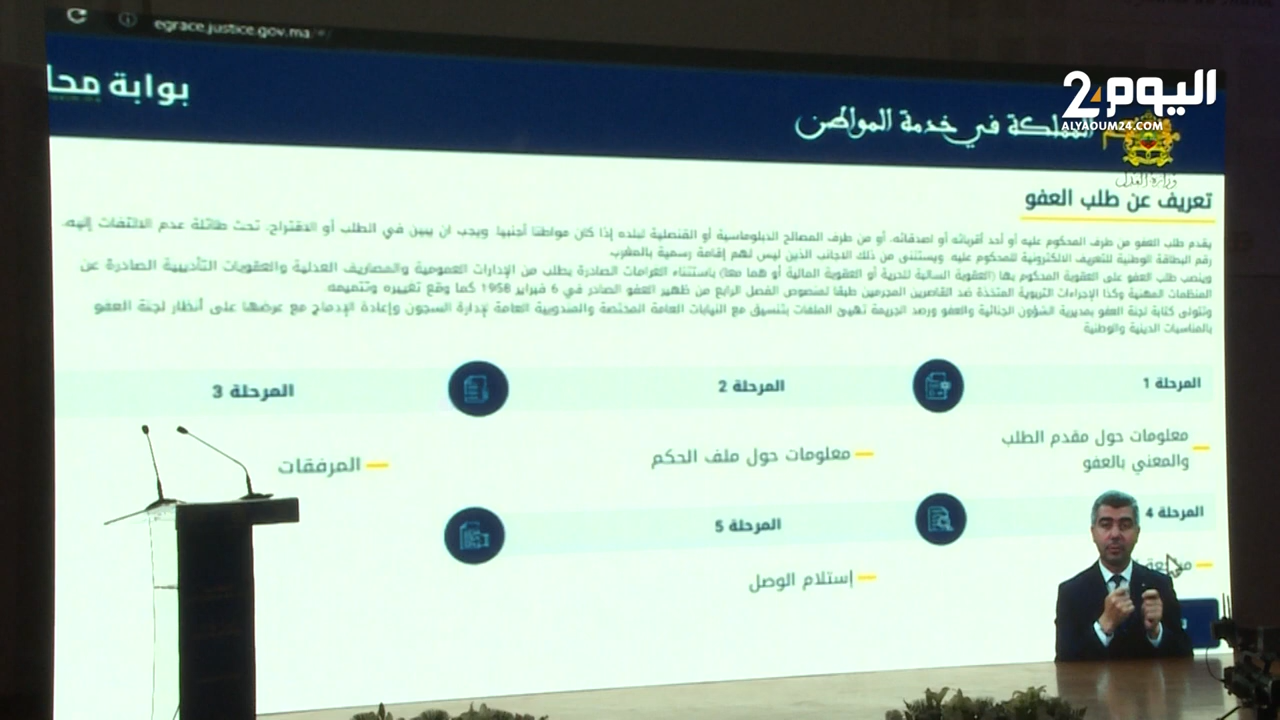 egrace.justice.gov.ma
بوابة محا
اليوم 24
ALYAOUM24.COM
المملكة في خدمة المواطن
وزارة العدل
تعريف عن طلب العفو
يقدم طلب العفو من طرف المحكوم عليه أو أحد أقربائه أو اصدقائه، أو من طرف المصالح الدبلوماسية أو القنصلية لبلده إذا كان مواطنا أجنبيا. ويجب ان يبين في الطلب أو الاقتراح، تحت طائلة عدم الالتفات إليه،
رقم البطاقة الوطنية للتعريف الالكترونية للمحكوم عليه. ويستثنى من ذلك الاجانب الذين ليس لهم إقامة رسمية بالمغرب
وينصب طلب العفو على العقوبة المحكوم بها (العقوبة السالبة للحرية أو العقوبة المالية أو هما معا) باستثناء الغرامات الصادرة بطلب من الإدارات العمومية والمصاريف العدلية والعقوبات التأديبية الصادرة عن
المنظمات المهنية وكذا الإجراءات التربوية المتخذة ضد القاصرين المجرمين طبقا لمنصوص الفصل الرابع من ظهير العفو الصادر في 6 فبراير 1958 كما وقع تغييره وتتميمه.
وتتولى كتابة لجنة العفو بمديرية الشؤون الجنائية والعفو ورصد الجريمة تهيئ الملفات بتنسيق مع النيابات العامة المختصة والمندوبية العامة لإدارة السجون وإعادة الإدماج مع عرضها على أنظار لجنة العفو
بالمناسبات الدينية والوطنية
المرحلة 1
المرحلة 2
المرحلة 3
معلومات حول مقدم الطلب
والمعني بالعفو
معلومات حول ملف الحكم
المرفقات
المرحلة 4
المرحلة 5
إستلام الوصل